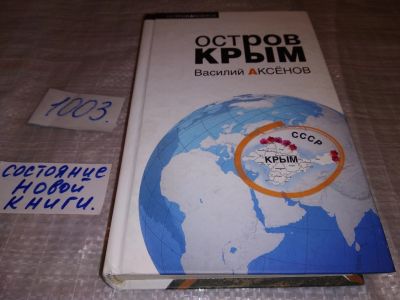 ОСТРОВ
КРЫМ
Василий АКСЁНОВ
СССР
КРЫМ
1003.
СОСТОЯНИЕ
НОВОЙ
КНИГИ.